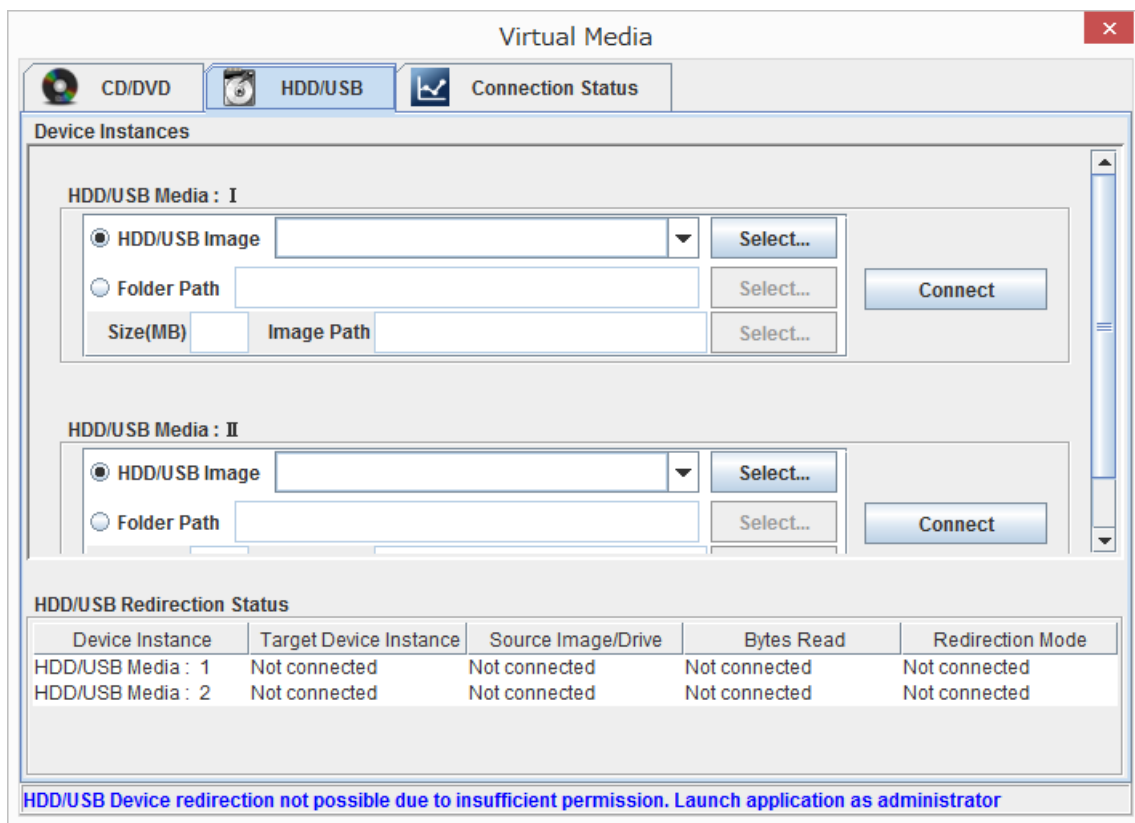 Virtual Media
CD/DVD HDD/USB Connection Status
Device Instances
HDD/USB Media : Ⅰ
HDD/USB Image Select...
Folder Path Select... Connect
Size(MB) Image Path Select...
HDD/USB Media : Ⅱ
HDD/USB Image Select...
Folder Path Select... Connect
HDD/USB Redirection Status
Device Instance Target Device Instance Source Image/Drive Bytes Read Redirection Mode
HDD/USB Media : 1 Not connected Not connected Not connected Not connected
HDD/USB Media : 2 Not connected Not connected Not connected Not connected
HDD/USB Device redirection not possible due to insufficient permission. Launch application as administrator